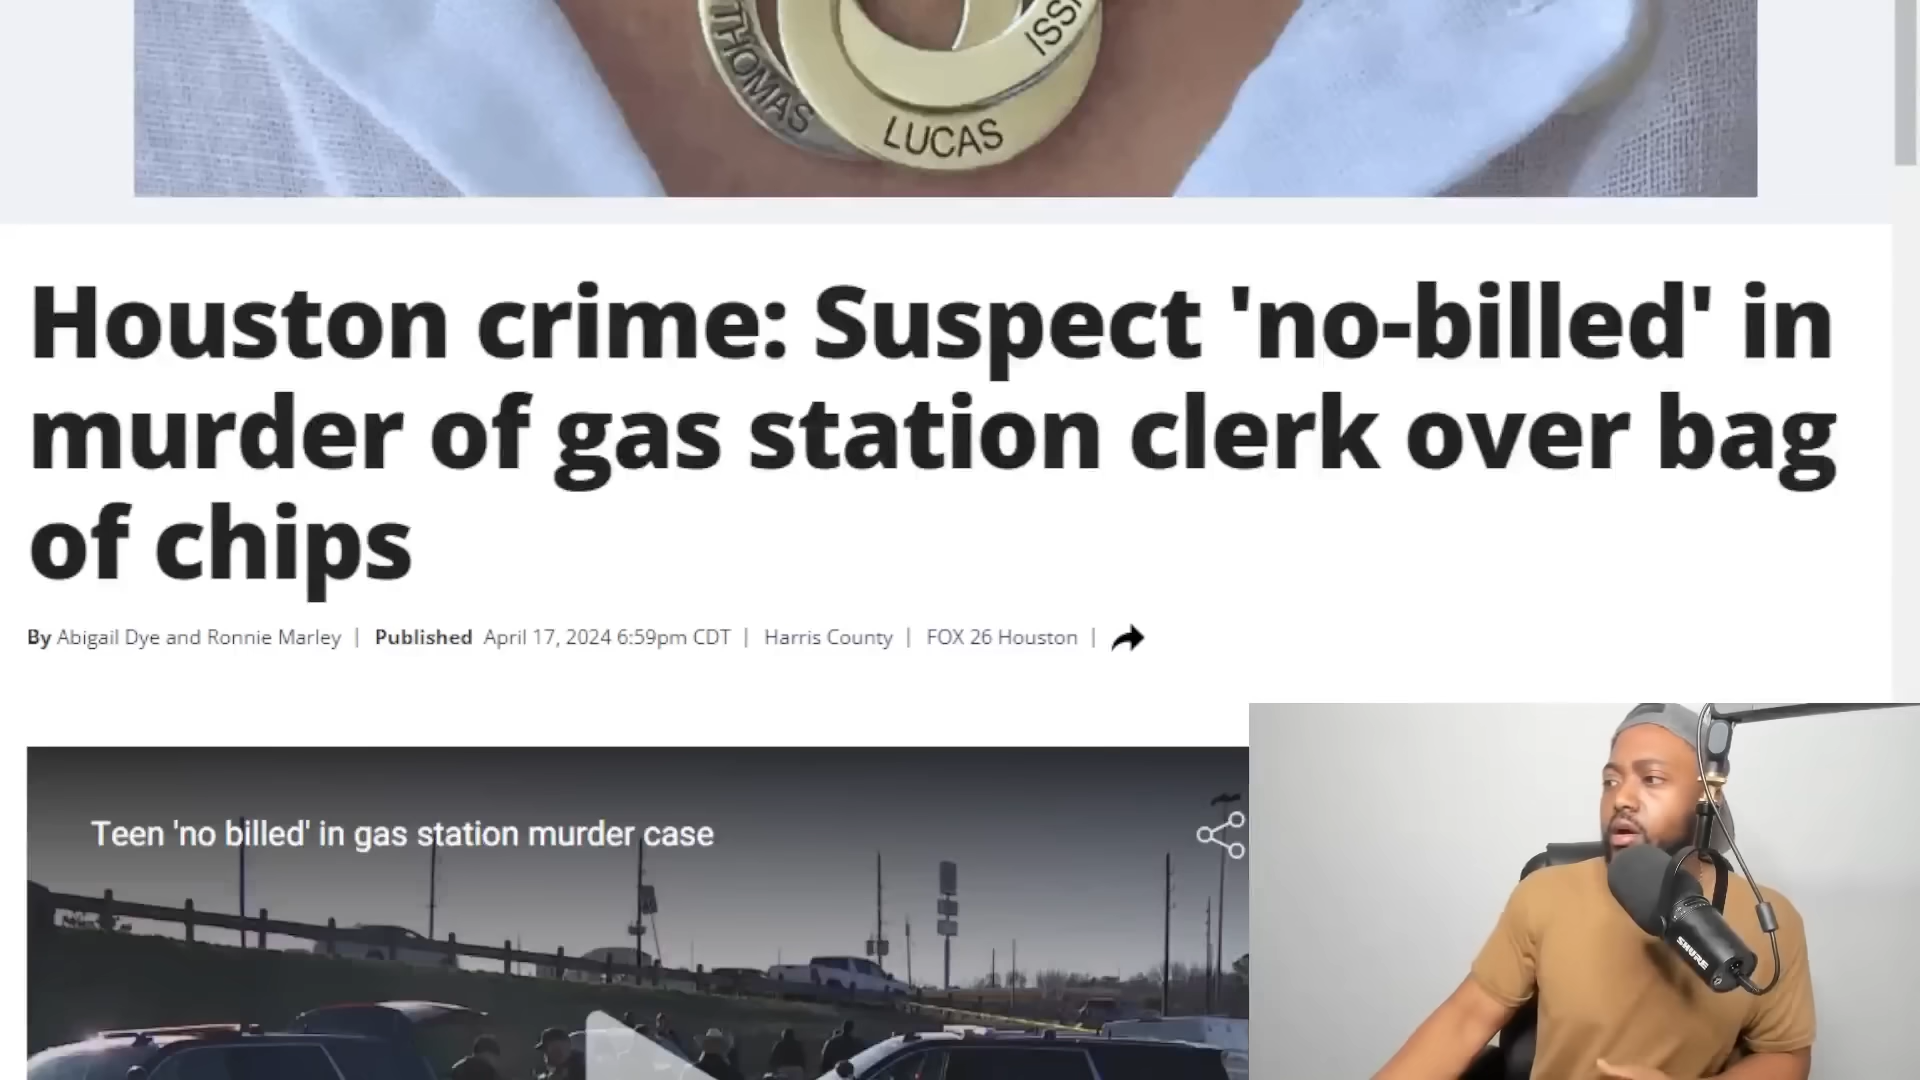 THOMAS
LUCAS
ISS
Houston crime: Suspect 'no-billed' in
murder of gas station clerk over bag
of chips
By Abigail Dye and Ronnie Marley | Published April 17, 2024 6:59pm CDT | Harris County | FOX 26 Houston |
Teen 'no billed' in gas station murder case
SHURE